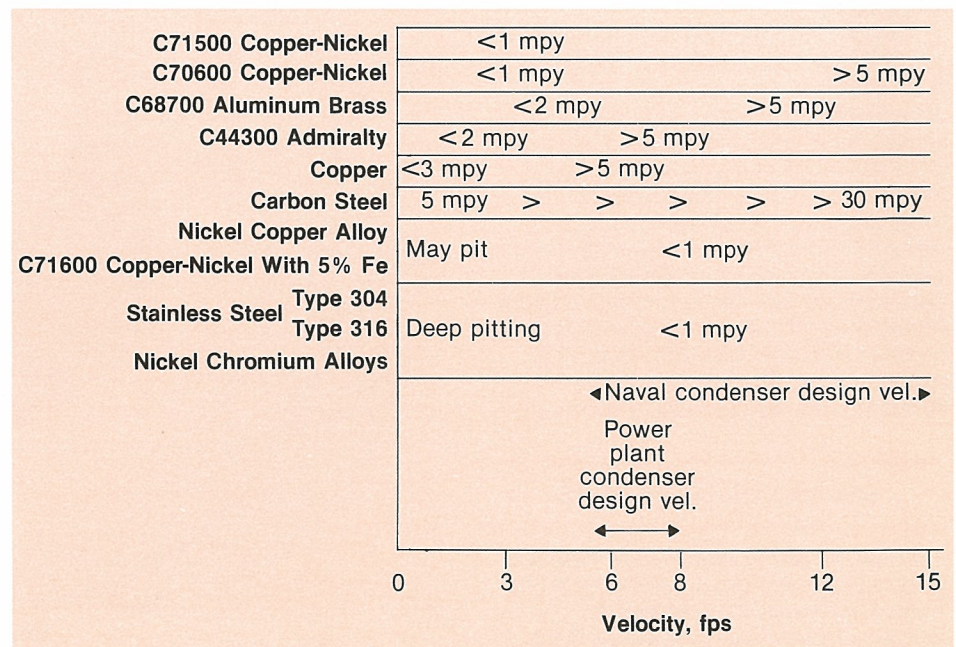 C71500 Copper-Nickel <1 mpy
C70600 Copper-Nickel <1 mpy >5 mpy
C68700 Aluminum Brass <2 mpy >5 mpy
C44300 Admiralty <2 mpy >5 mpy
Copper <3 mpy >5 mpy
Carbon Steel 5 mpy > > > > > 30 mpy
Nickel Copper Alloy
C71600 Copper-Nickel With 5% Fe
May pit <1 mpy
Stainless Steel Type 304
Type 316
Deep pitting <1 mpy
Nickel Chromium Alloys
Naval condenser design vel.
Power
plant
condenser
design vel.
0 3 6 8 12 15
Velocity, fps